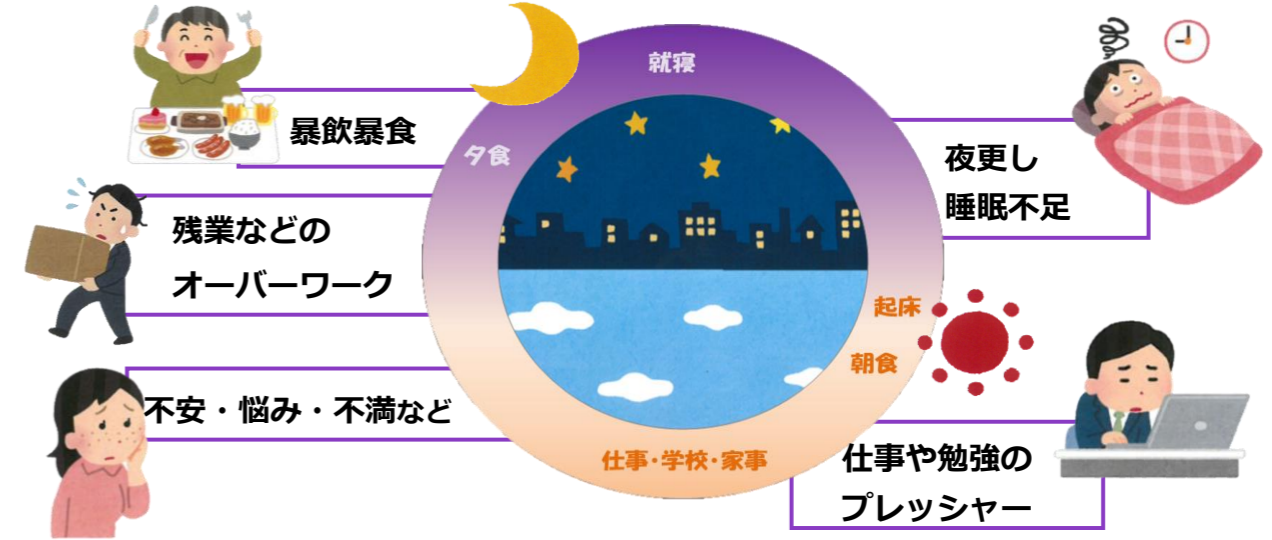 就寝
夕食
起床
朝食
仕事･学校･家事
暴飲暴食
残業などの
オーバーワーク
不安・悩み・不満など
夜更し
睡眠不足
仕事や勉強の
プレッシャー